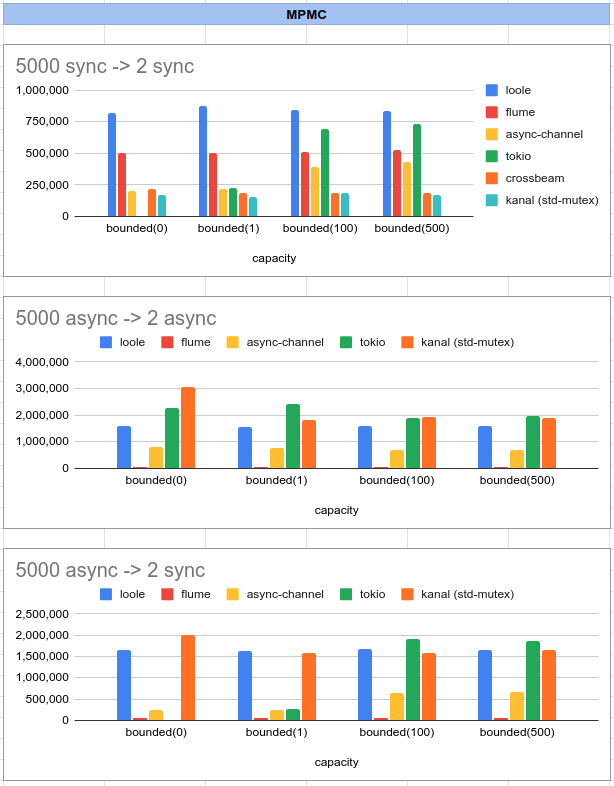 MPMC
5000 sync -> 2 sync
1,000,000
750,000
500,000
250,000
0
bounded(0) bounded(1) bounded(100) bounded(500)
capacity
loole
flume
async-channel
tokio
crossbeam
kanal (std-mutex)
5000 async -> 2 async
loole flume async-channel tokio kanal (std-mutex)
4,000,000
3,000,000
2,000,000
1,000,000
0
bounded(0) bounded(1) bounded(100) bounded(500)
capacity
5000 async -> 2 sync
loole flume async-channel tokio kanal (std-mutex)
2,500,000
2,000,000
1,500,000
1,000,000
500,000
0
bounded(0) bounded(1) bounded(100) bounded(500)
capacity